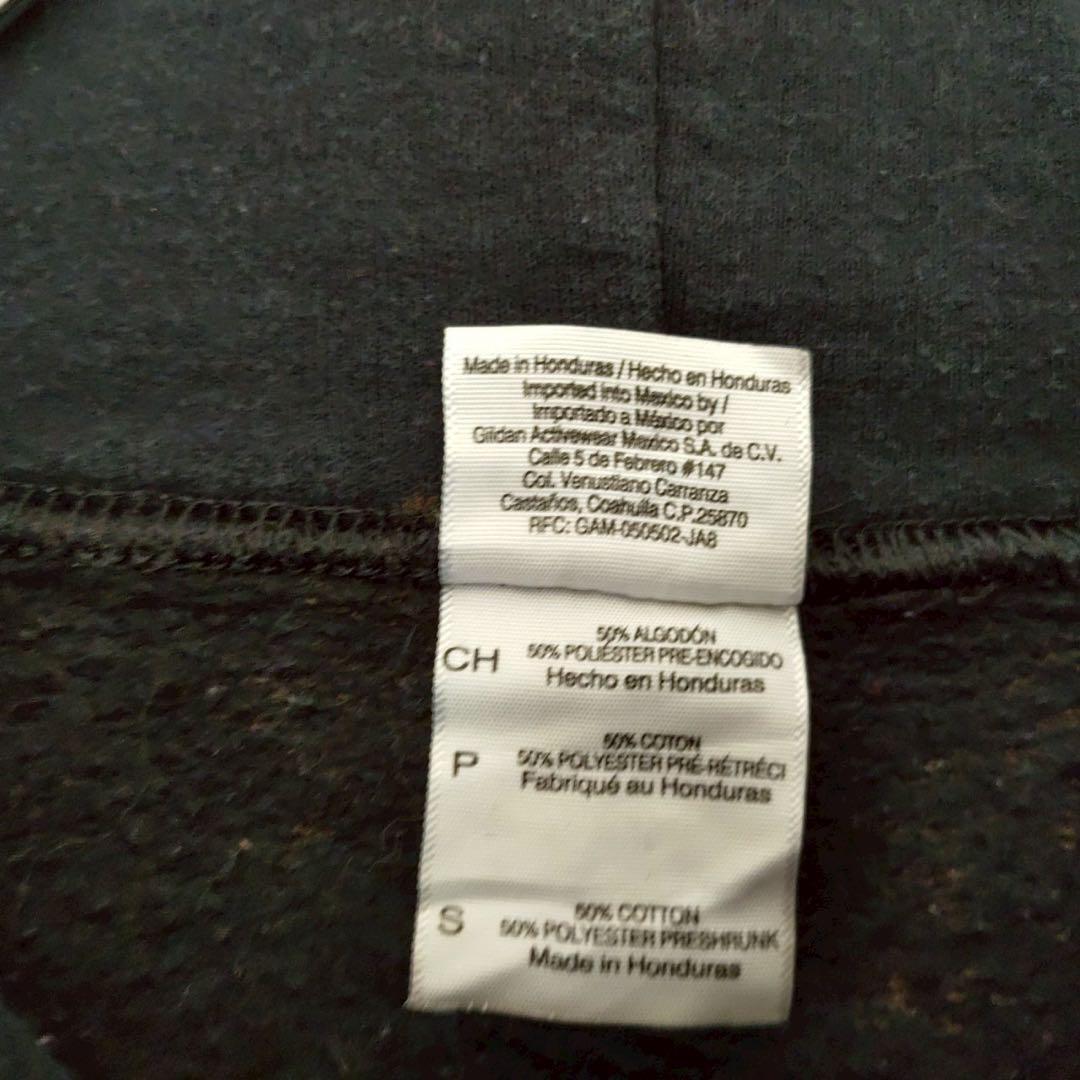 Made in Honduras / Hecho en Honduras
Imported into Mexico by /
Importado a México por
Gildan Activewear Mexico S.A. de C.V.
Calle 5 de Febrero #147
Col. Venustiano Carranza
Castaños, Coahuila C.P.25870
RFC: GAM-050502-JA8
CH
50% ALGODÓN
50% POLIÉSTER PRE-ENCOGIDO
Hecho en Honduras
P
50% COTON
50% POLYESTER PRÉ-RÉTRÉCI
Fabriqué au Honduras
S
50% COTTON
50% POLYESTER PRESHRUNK
Made in Honduras